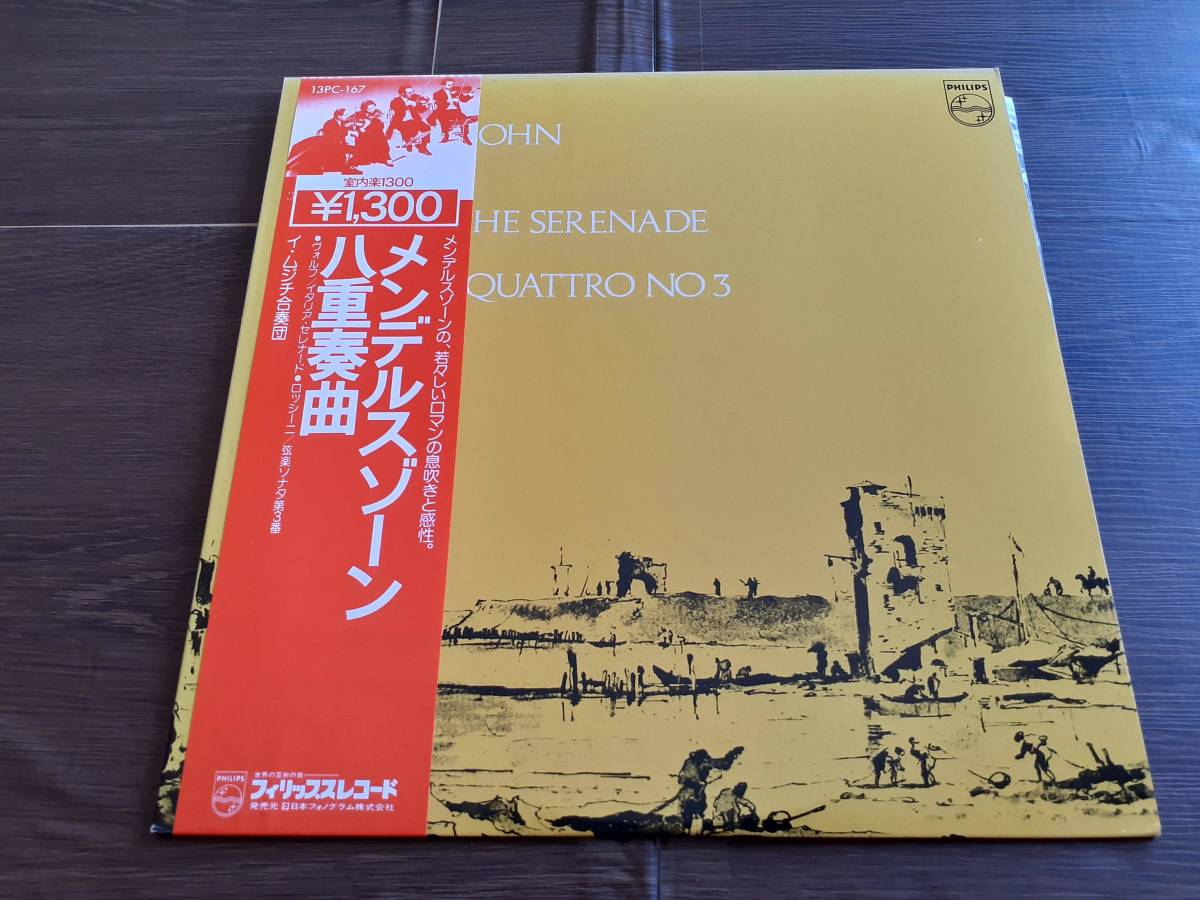 13PC-167
室内楽1300
¥1,300
メンデルスゾーンの、若々しいロマンの息吹きと感性。
メンデルスゾーン
八重奏曲
●ヴォルフ/イタリア・セレナード●ロッシーニ/弦楽ソナタ第3番
イ・ムジチ合奏団
PHILIPS
世界の芸術の会
フィリップスレコード
発売元 日本フォノグラム株式会社
PHILIPS
OHN
HE SERENADE
QUATTRO NO.3